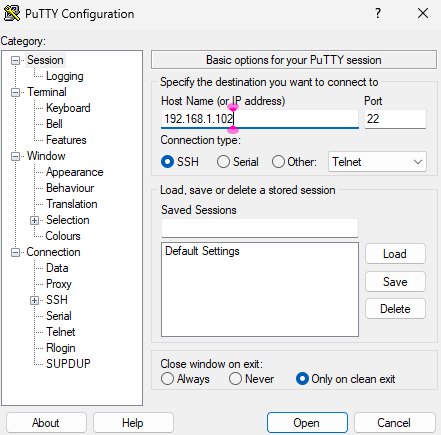 PuTTY Configuration
?
Category:
Session
Logging
Terminal
Keyboard
Bell
Features
Window
Appearance
Behaviour
Translation
Selection
Colours
Connection
Data
Proxy
SSH
Serial
Telnet
Rlogin
SUPDUP
Basic options for your PuTTY session
Specify the destination you want to connect to
Host Name (or IP address) Port
192.168.1.102 22
Connection type:
SSH Serial Other: Telnet
Load, save or delete a stored session
Saved Sessions
Default Settings
Load
Save
Delete
Close window on exit:
Always Never Only on clean exit
About Help Open Cancel